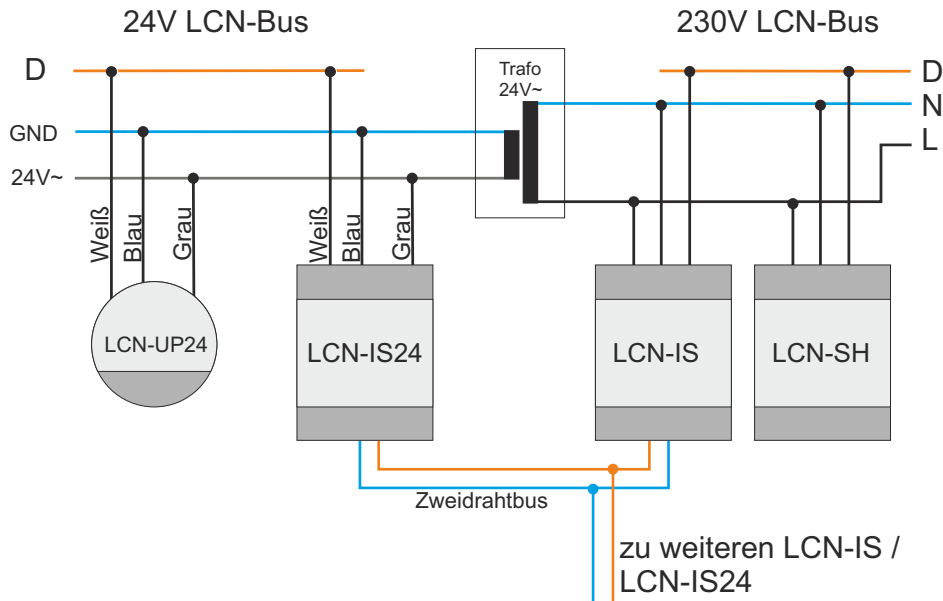 24V LCN-Bus
230V LCN-Bus
D
Trafo
24V~
D
N
GND
L
24V~
Weiß
Blau
Grau
Weiß
Blau
Grau
LCN-UP24
LCN-IS24
LCN-IS
LCN-SH
Zweidrahtbus
zu weiteren LCN-IS /
LCN-IS24